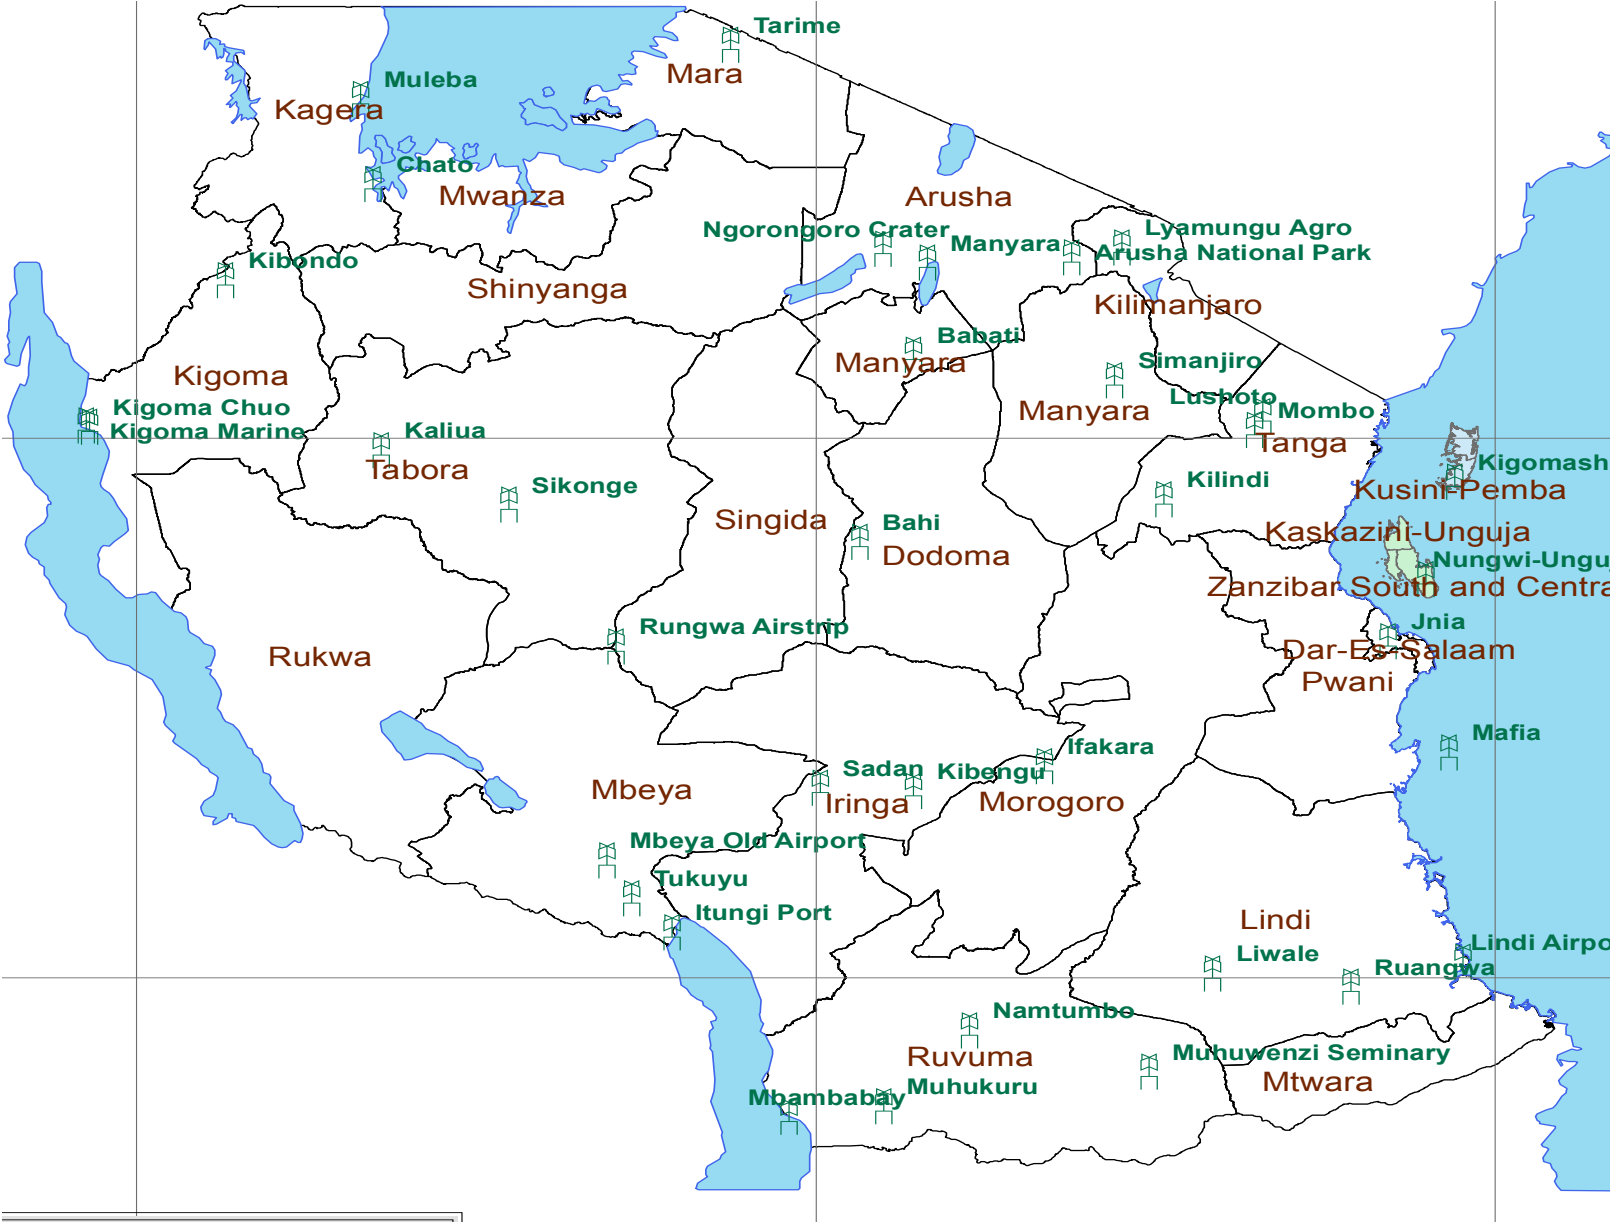 Tarime
Mara
Muleba
Kagera
Chato
Mwanza
Arusha
Ngorongoro Crater
Manyara
Lyamungu Agro
Arusha National Park
Kibondo
Shinyanga
Kilimanjaro
Babati
Manyara
Simanjiro
Kigoma
Lushoto
Mombo
Manyara
Kigoma Chuo
Kigoma Marine
Kaliua
Tanga
Tabora
Kigomash
Kusini-Pemba
Sikonge
Kilindi
Singida
Bahi
Dodoma
Kaskazini-Unguja
Nungwi-Ungu
Zanzibar South and Centra
Jnia
Rungwa Airstrip
Dar-Es-Salaam
Rukwa
Pwani
Mafia
Ifakara
Sadan
Kibengu
Mbeya
Iringa
Morogoro
Mbeya Old Airport
Tukuyu
Itungi Port
Lindi
Lindi Airpo
Liwale
Ruangwa
Namtumbo
Ruvuma
Muhuwenzi Seminary
Mtwara
Muhukuru
Mbambabay